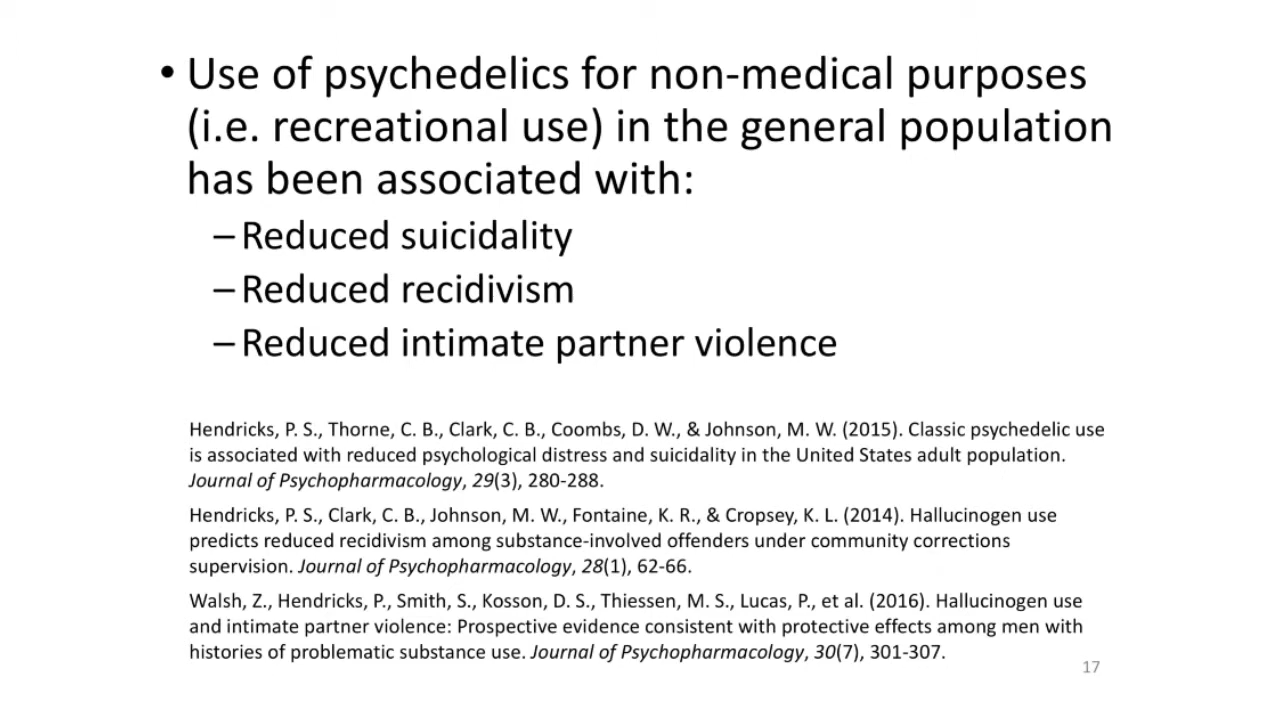 • Use of psychedelics for non-medical purposes
(i.e. recreational use) in the general population
has been associated with:
– Reduced suicidality
– Reduced recidivism
– Reduced intimate partner violence
Hendricks, P. S., Thorne, C. B., Clark, C. B., Coombs, D. W., & Johnson, M. W. (2015). Classic psychedelic use
is associated with reduced psychological distress and suicidality in the United States adult population.
Journal of Psychopharmacology, 29(3), 280-288.
Hendricks, P. S., Clark, C. B., Johnson, M. W., Fontaine, K. R., & Cropsey, K. L. (2014). Hallucinogen use
predicts reduced recidivism among substance-involved offenders under community corrections
supervision. Journal of Psychopharmacology, 28(1), 62-66.
Walsh, Z., Hendricks, P., Smith, S., Kosson, D. S., Thiessen, M. S., Lucas, P., et al. (2016). Hallucinogen use
and intimate partner violence: Prospective evidence consistent with protective effects among men with
histories of problematic substance use. Journal of Psychopharmacology, 30(7), 301-307.
17